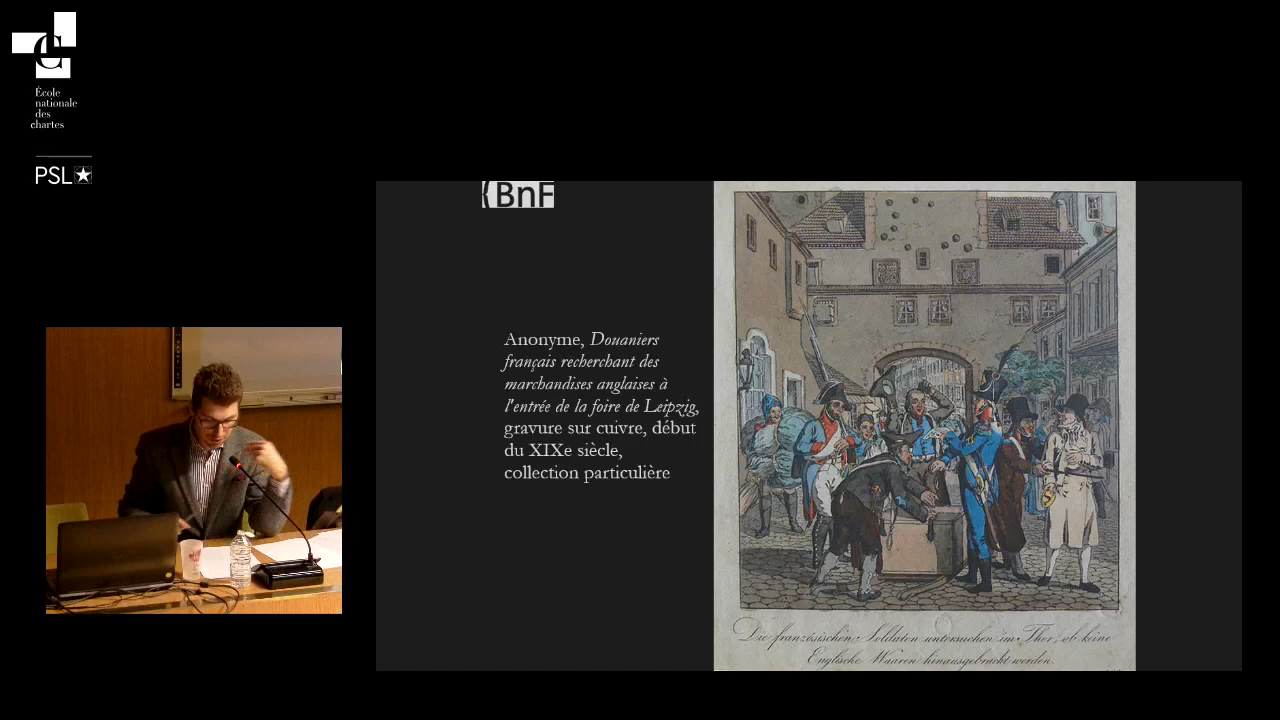 École
nationale
des
chartes
PSL
BnF
Anonyme, Douaniers
français recherchant des
marchandises anglaises à
l'entrée de la foire de Leipzig,
gravure sur cuivre, début
du XIXe siècle,
collection particulière
Die französischen Soldaten untersuchen im Thor, ob keine
Englische Waaren hinausgebracht werden.